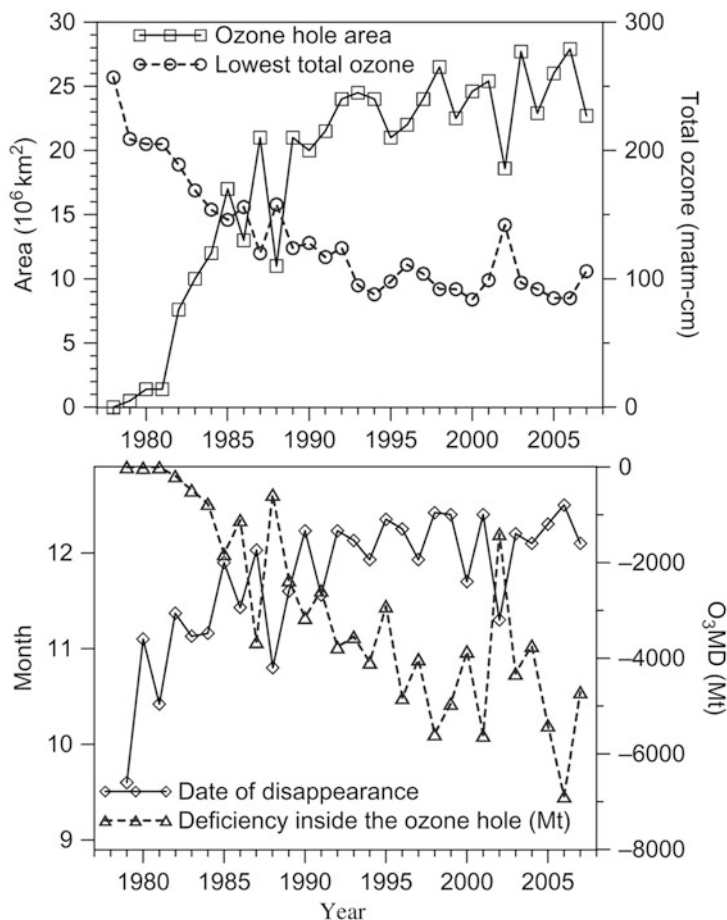 Ozone hole area
Lowest total ozone
Area (10⁶ km²)
30
25
20
15
10
5
0
Total ozone (matm-cm)
300
200
100
0
1980 1985 1990 1995 2000 2005
Month
12
11
10
9
O₃MD (Mt)
0
−2000
−4000
−6000
−8000
Date of disappearance
Deficiency inside the ozone hole (Mt)
1980 1985 1990 1995 2000 2005
Year